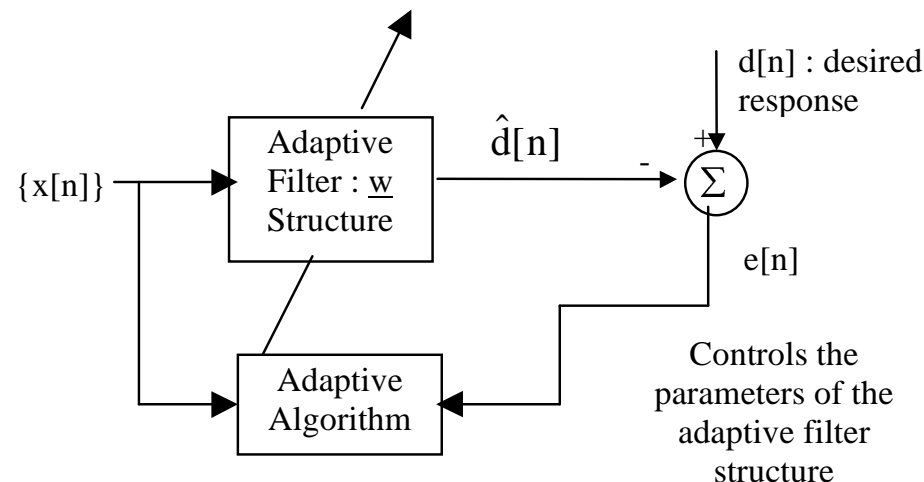 d[n] : desired
response
Adaptive
Filter : w
Structure
d̂[n]
+
-
{x[n]}
Σ
e[n]
Adaptive
Algorithm
Controls the
parameters of the
adaptive filter
structure